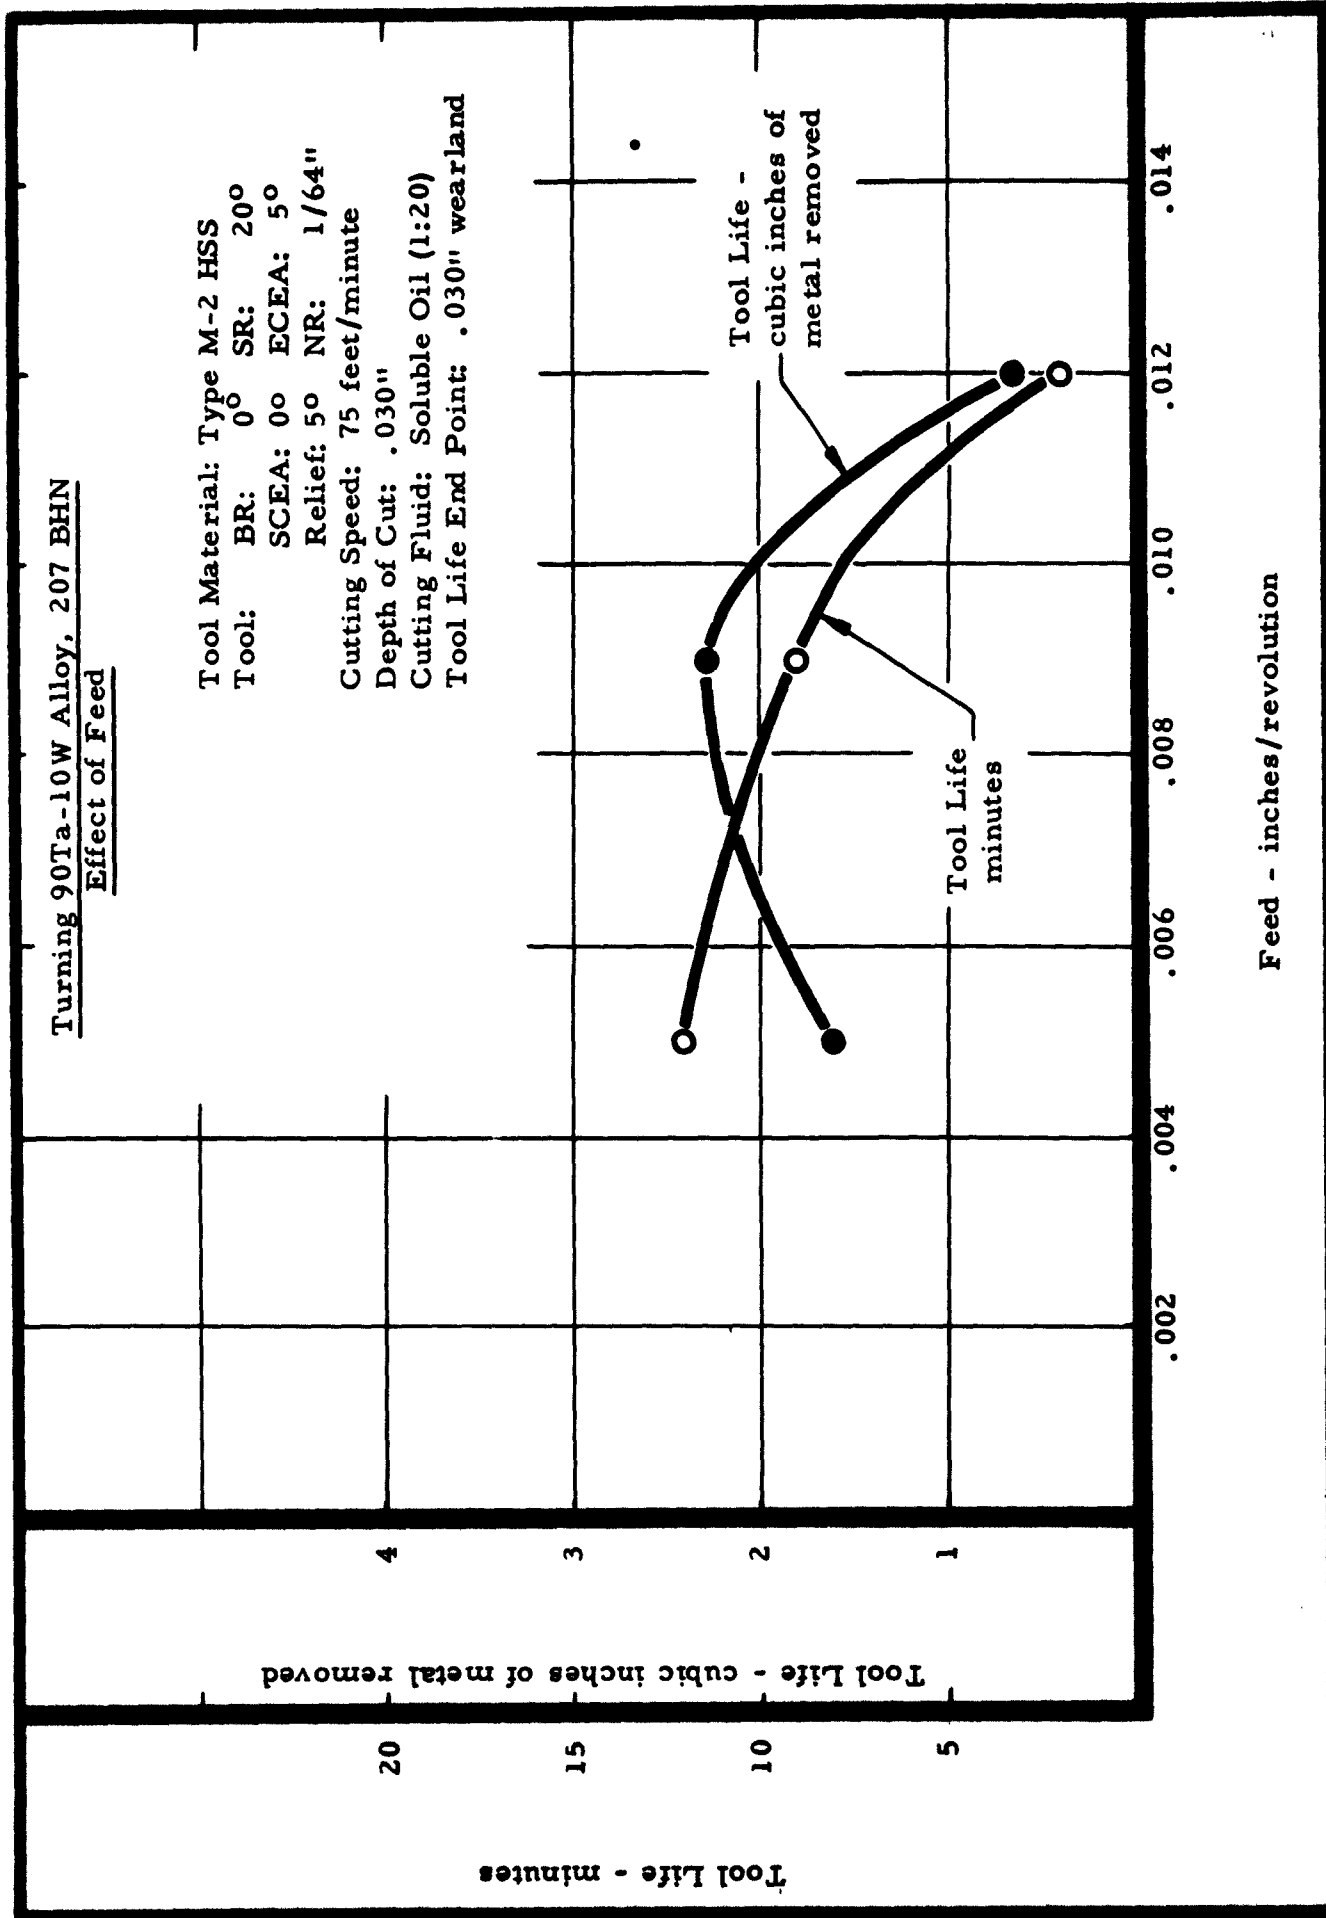 Turning 90Ta-10W Alloy, 207 BHN
Effect of Feed
Tool Material: Type M-2 HSS
Tool: BR: 0° SR: 20°
SCEA: 0° ECEA: 5°
Relief: 5° NR: 1/64"
Cutting Speed: 75 feet/minute
Depth of Cut: .030"
Cutting Fluid: Soluble Oil (1:20)
Tool Life End Point: .030" wearland
Tool Life - minutes
20
15
10
5
Tool Life - cubic inches of metal removed
4
3
2
1
Tool Life -
cubic inches of
metal removed
Tool Life
minutes
.002 .004 .006 .008 .010 .012 .014
Feed - inches/revolution